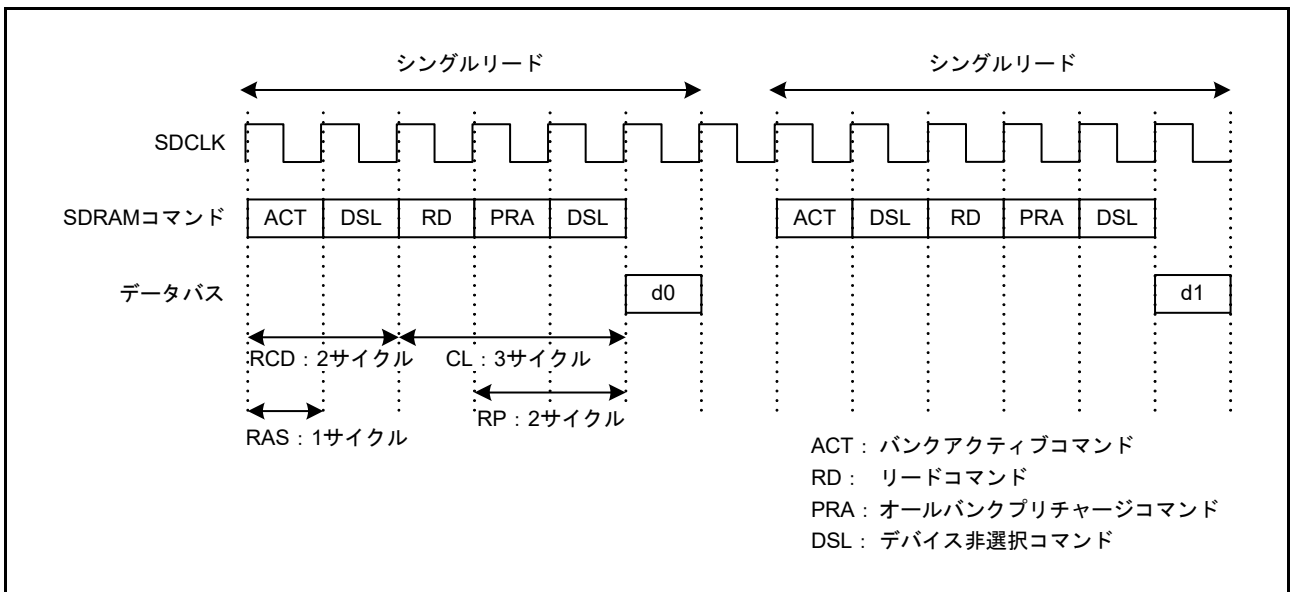 シングルリード シングルリード
SDCLK
SDRAMコマンド ACT DSL RD PRA DSL ACT DSL RD PRA DSL
データバス d0 d1
RCD：2サイクル CL：3サイクル
RAS：1サイクル RP：2サイクル
ACT： バンクアクティブコマンド
RD： リードコマンド
PRA： オールバンクプリチャージコマンド
DSL： デバイス非選択コマンド